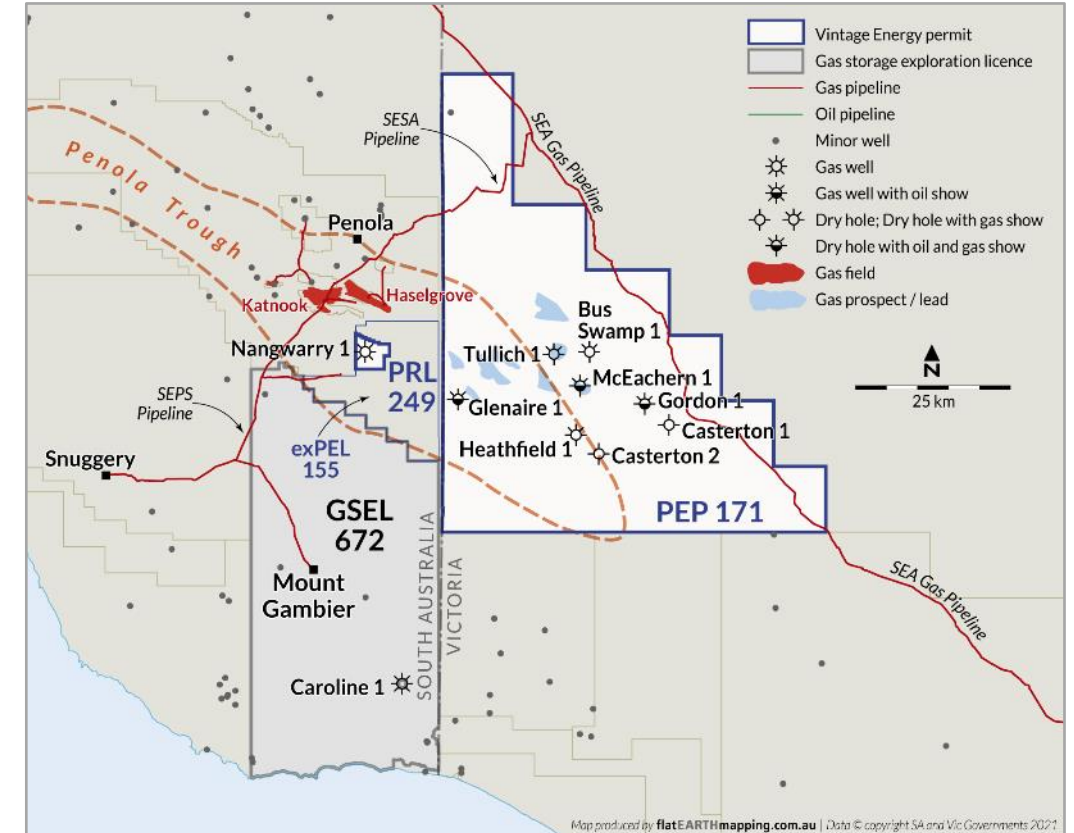 Vintage Energy permit
Gas storage exploration licence
Gas pipeline
Oil pipeline
Minor well
Gas well
Gas well with oil show
Dry hole; Dry hole with gas show
Dry hole with oil and gas show
Gas field
Gas prospect / lead
N
25 km
SESA
Pipeline
SEA Gas Pipeline
Penola Trough
Penola
Katnook
Haselgrove
Nangwarry 1
PRL
249
SEPS
Pipeline
exPEL
155
Snuggery
GSEL
672
Mount
Gambier
Caroline 1
SOUTH AUSTRALIA
VICTORIA
Bus
Swamp 1
Tullich 1
McEachern 1
Glenaire 1
Gordon 1
Casterton 1
Heathfield 1
Casterton 2
PEP 171
SEA Gas Pipeline
Map produced by flatEARTHmapping.com.au | Data © copyright SA and Vic Governments 2021